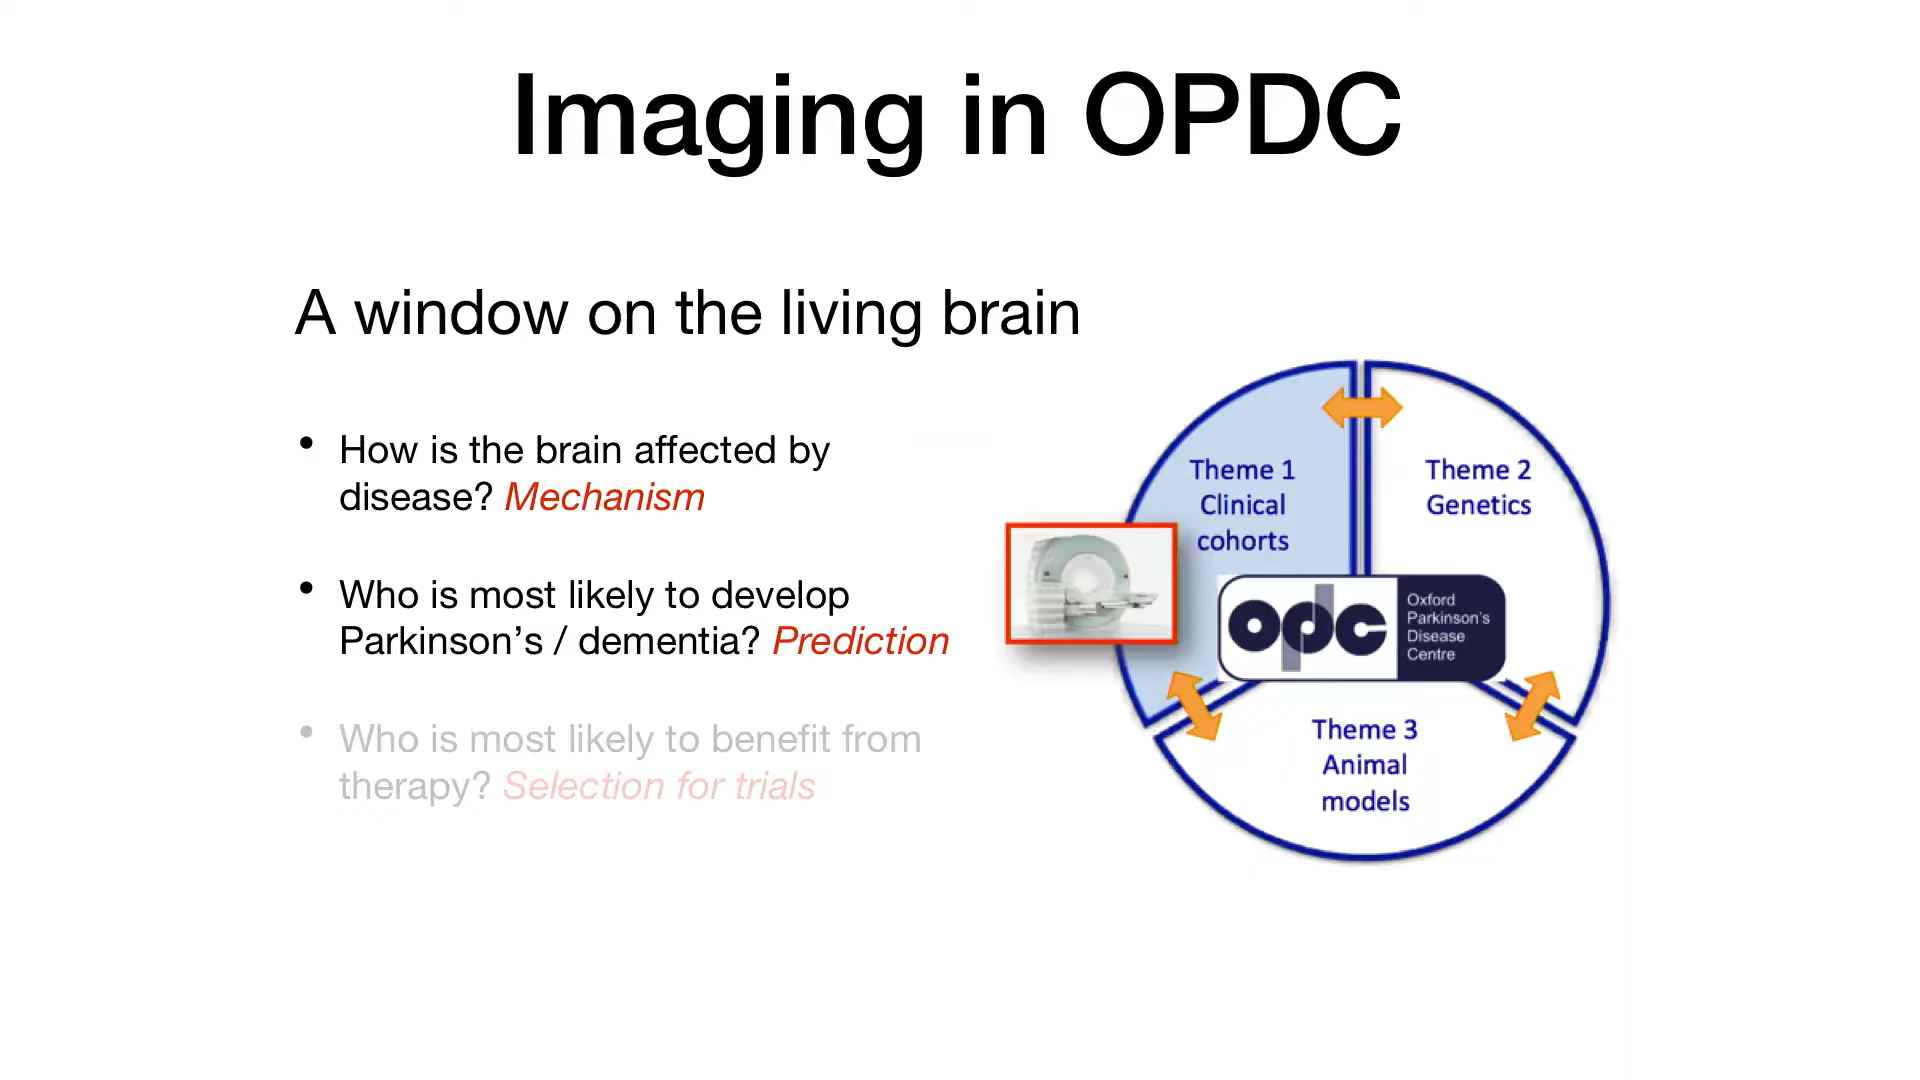 Imaging in OPDC
A window on the living brain
• How is the brain affected by
disease? Mechanism
• Who is most likely to develop
Parkinson’s / dementia? Prediction
• Who is most likely to benefit from
therapy? Selection for trials
Theme 1
Clinical
cohorts
Theme 2
Genetics
opdc
Oxford
Parkinson's
Disease
Centre
Theme 3
Animal
models